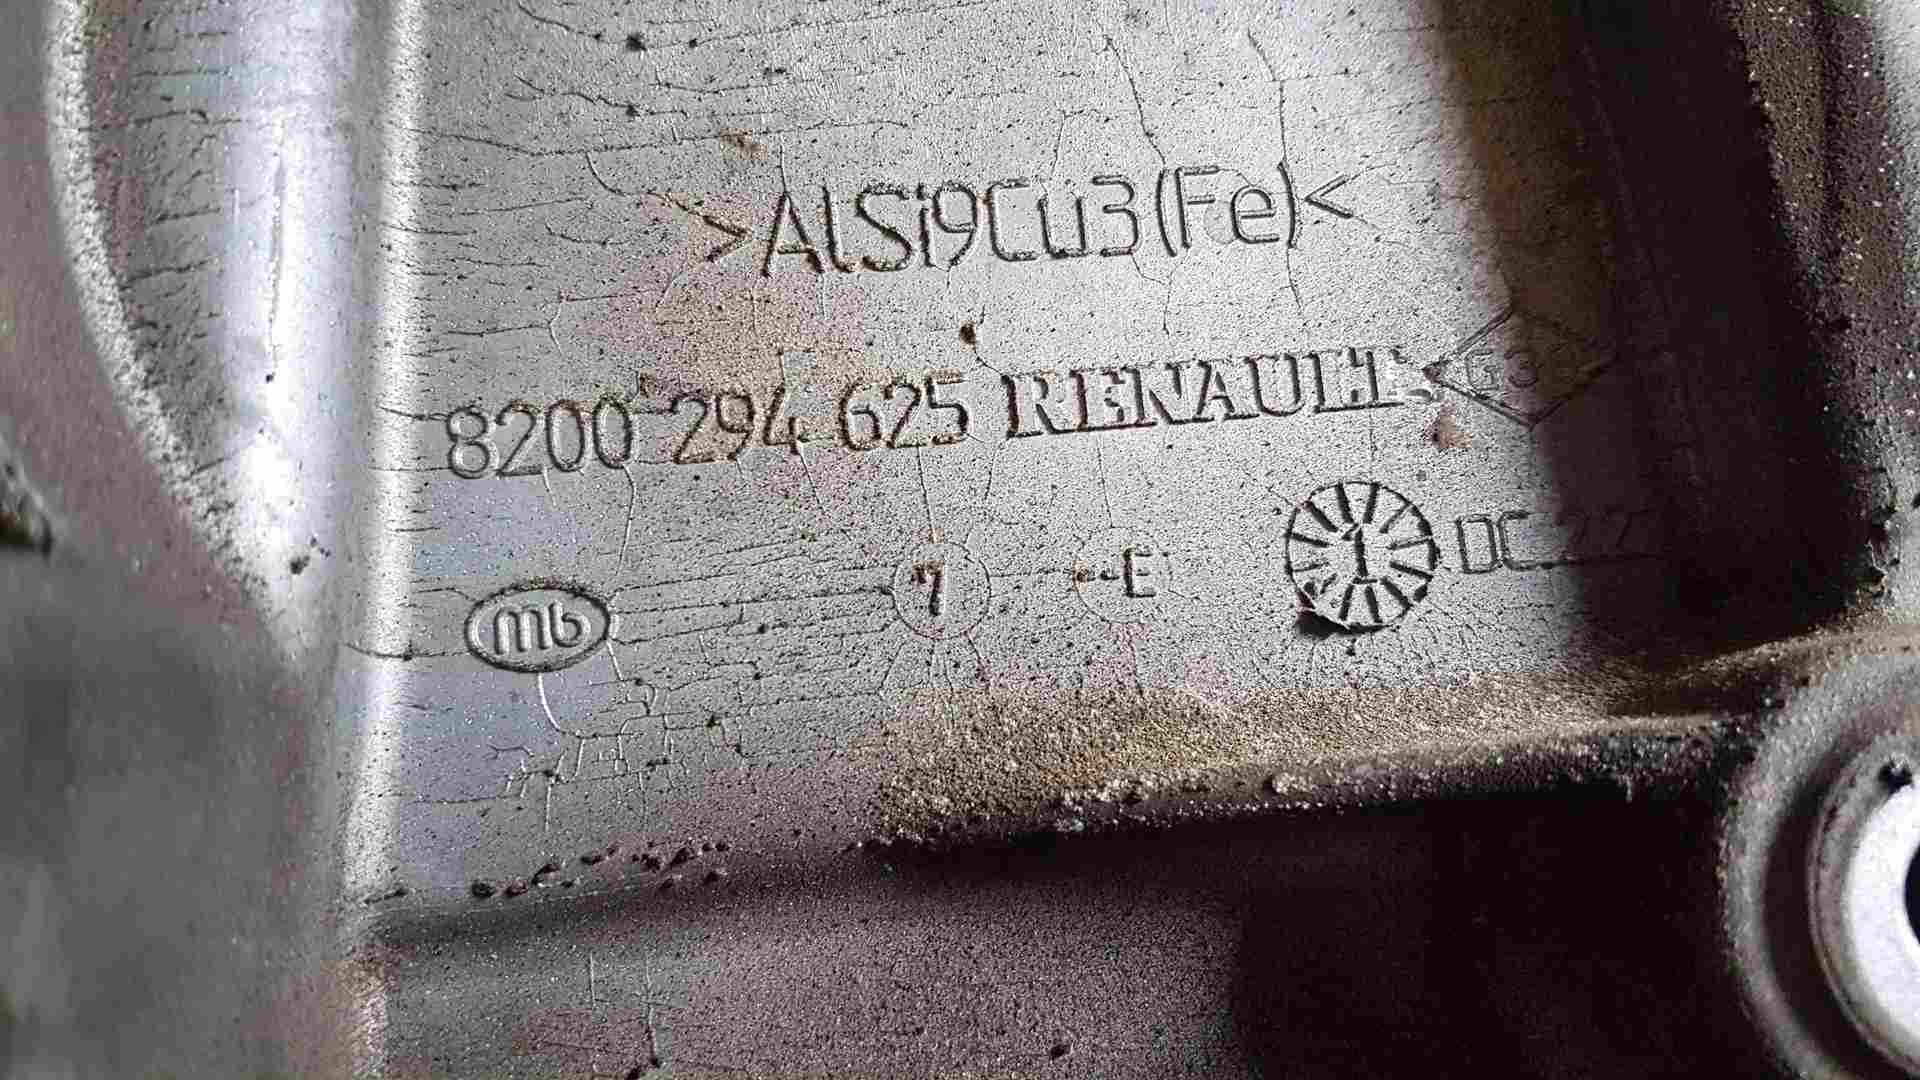 >AlSi9Cu3(Fe)<
8200 294 625 RENAULT
mb 7 E 1 DC